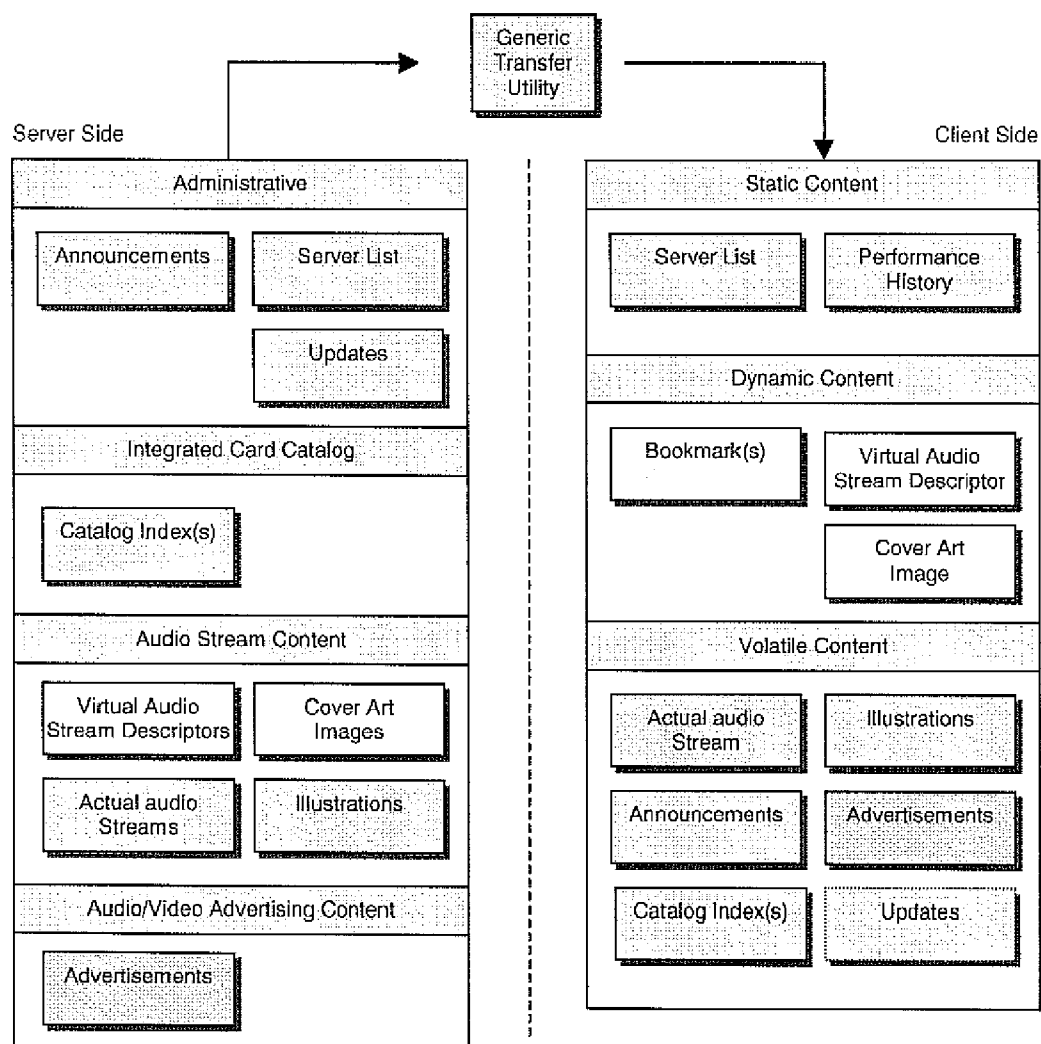 Generic
Transfer
Utility
Server Side
Client Side
Administrative
Announcements
Server List
Updates
Integrated Card Catalog
Catalog Index(s)
Audio Stream Content
Virtual Audio
Stream Descriptors
Cover Art
Images
Actual audio
Streams
Illustrations
Audio/Video Advertising Content
Advertisements
Static Content
Server List
Performance
History
Dynamic Content
Bookmark(s)
Virtual Audio
Stream Descriptor
Cover Art
Image
Volatile Content
Actual audio
Stream
Illustrations
Announcements
Advertisements
Catalog Index(s)
Updates